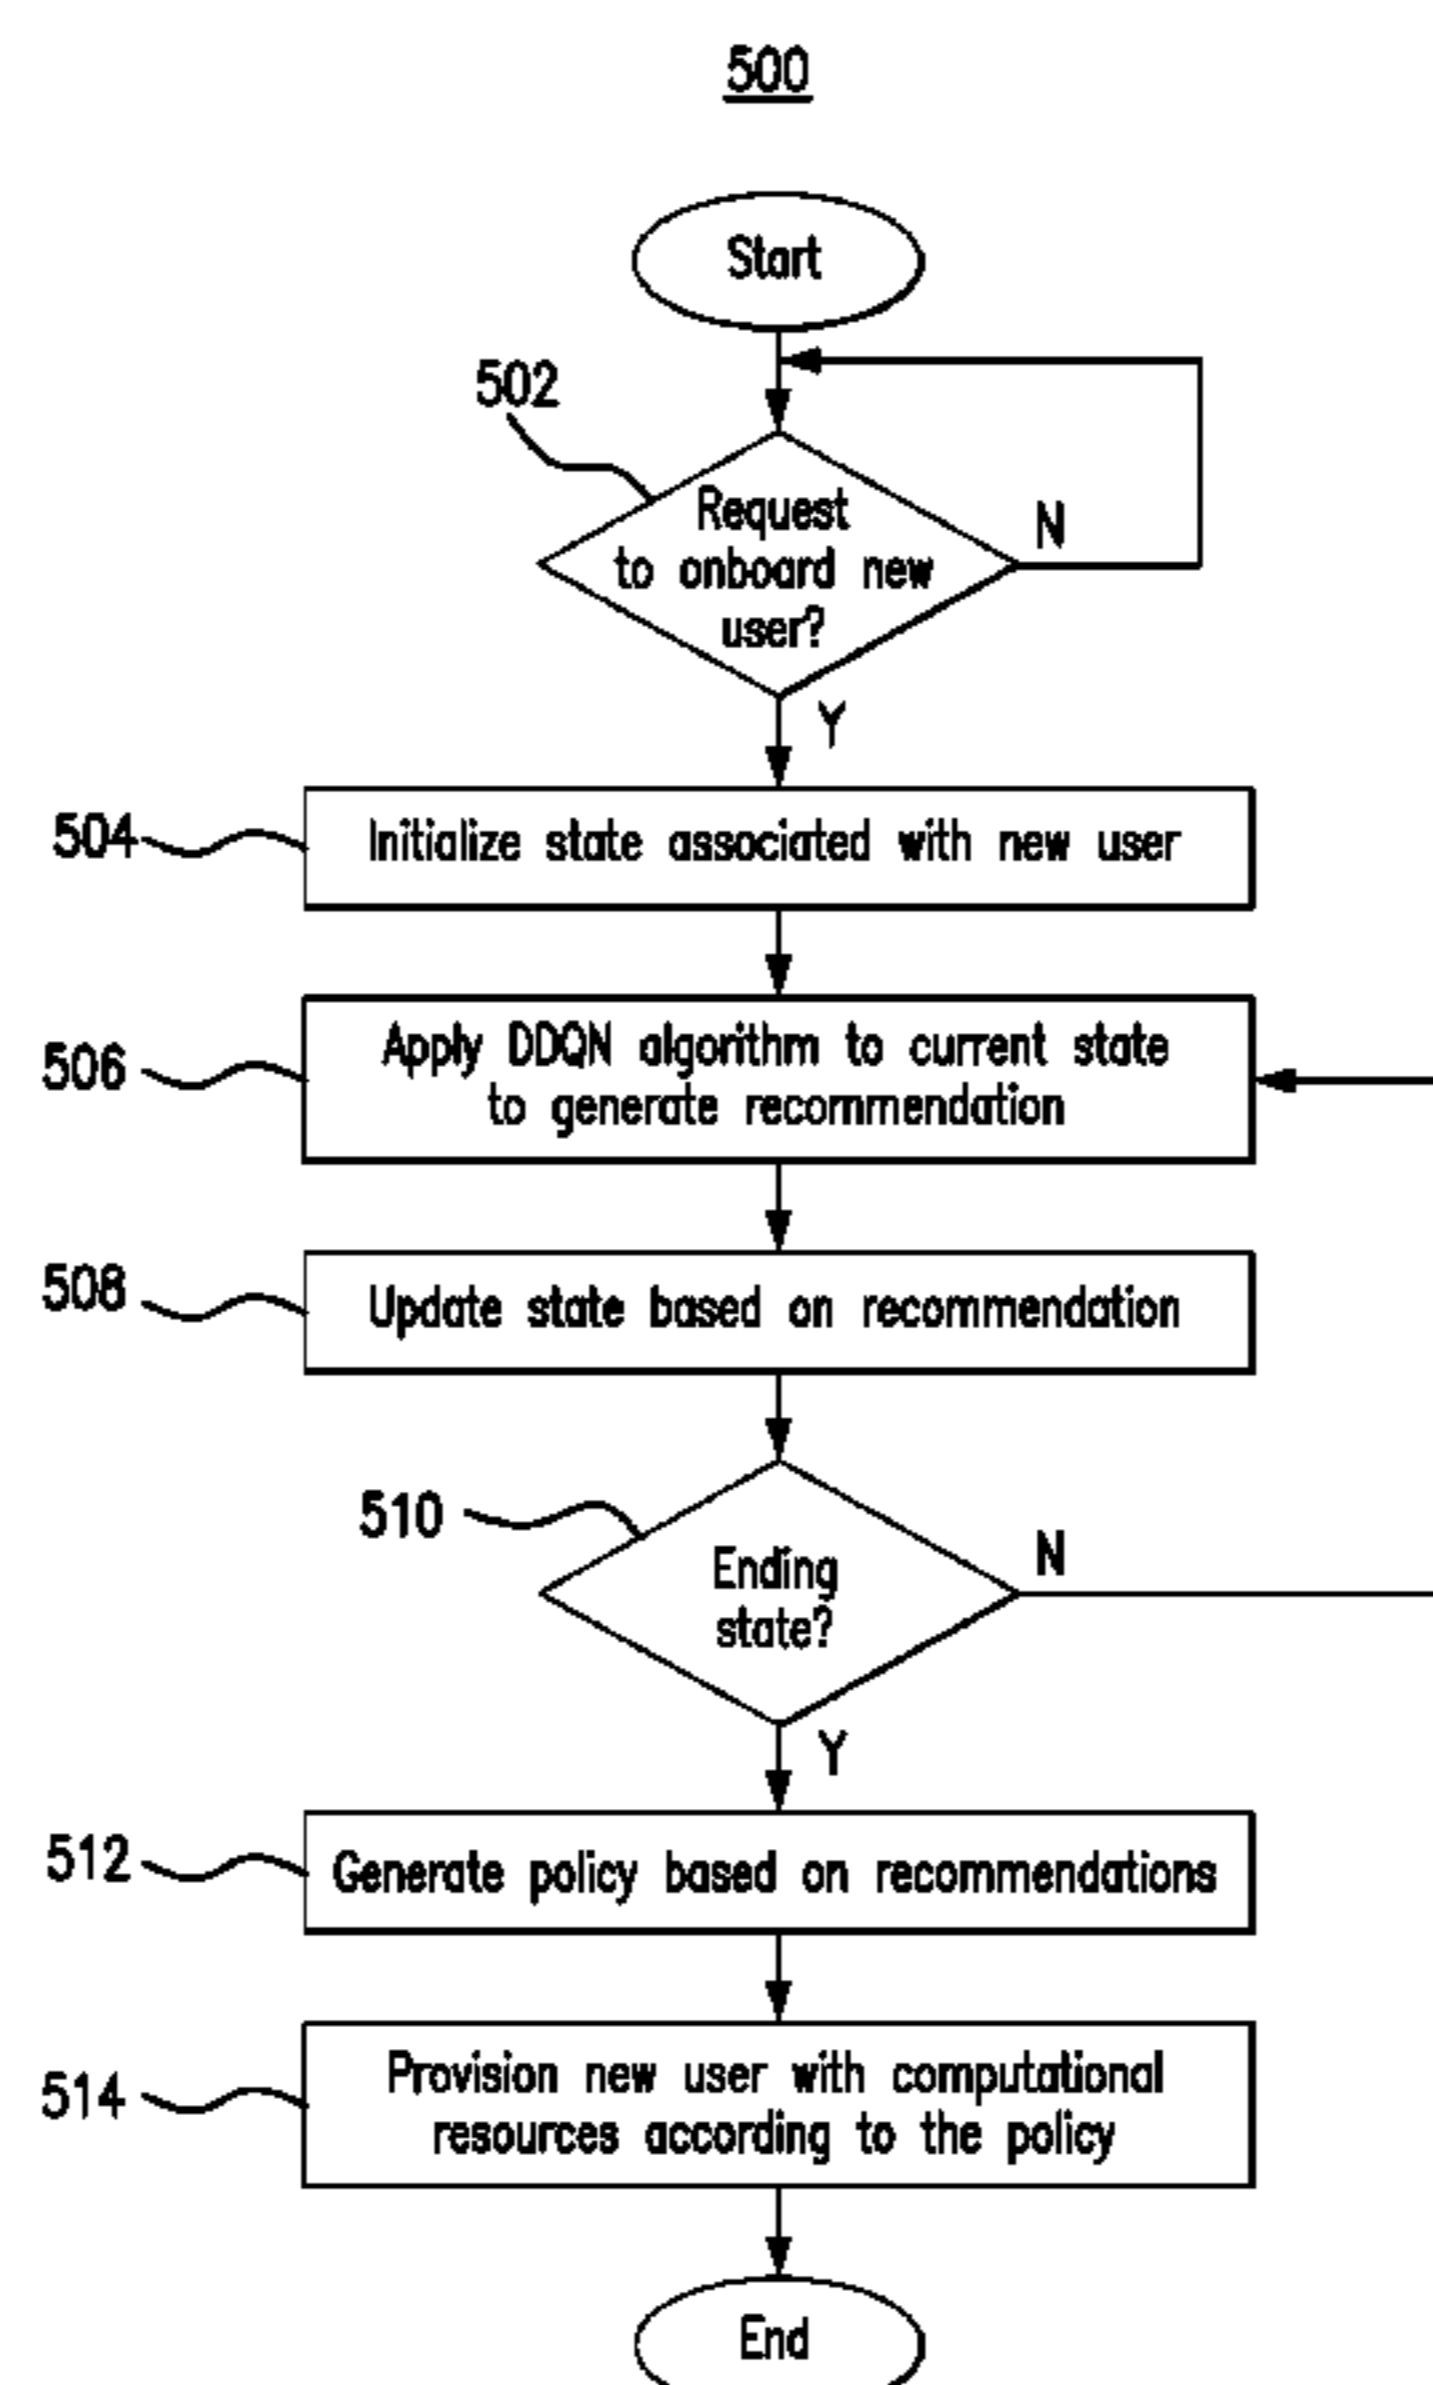 500
Start
502
Request
to onboard new
user?
N
Y
504
Initialize state associated with new user
506
Apply DDQN algorithm to current state
to generate recommendation
508
Update state based on recommendation
510
Ending
state?
N
Y
512
Generate policy based on recommendations
514
Provision new user with computational
resources according to the policy
End